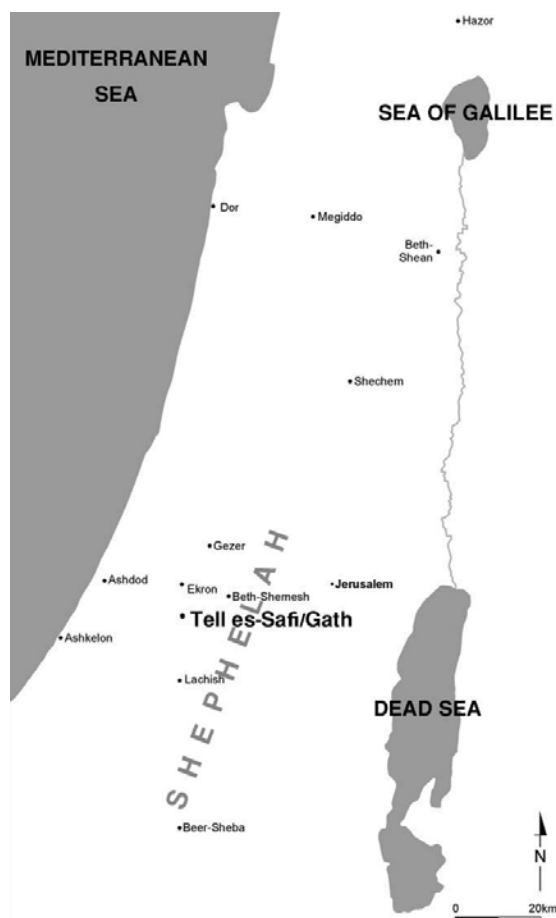 Hazor
MEDITERRANEAN
SEA
SEA OF GALILEE
Dor
Megiddo
Beth-
Shean
Shechem
Gezer
Ashdod
Ekron
Beth-Shemesh
Jerusalem
Tell es-Safi/Gath
Ashkelon
Lachish
SHEPHELAH
DEAD SEA
Beer-Sheba
N
0 20km